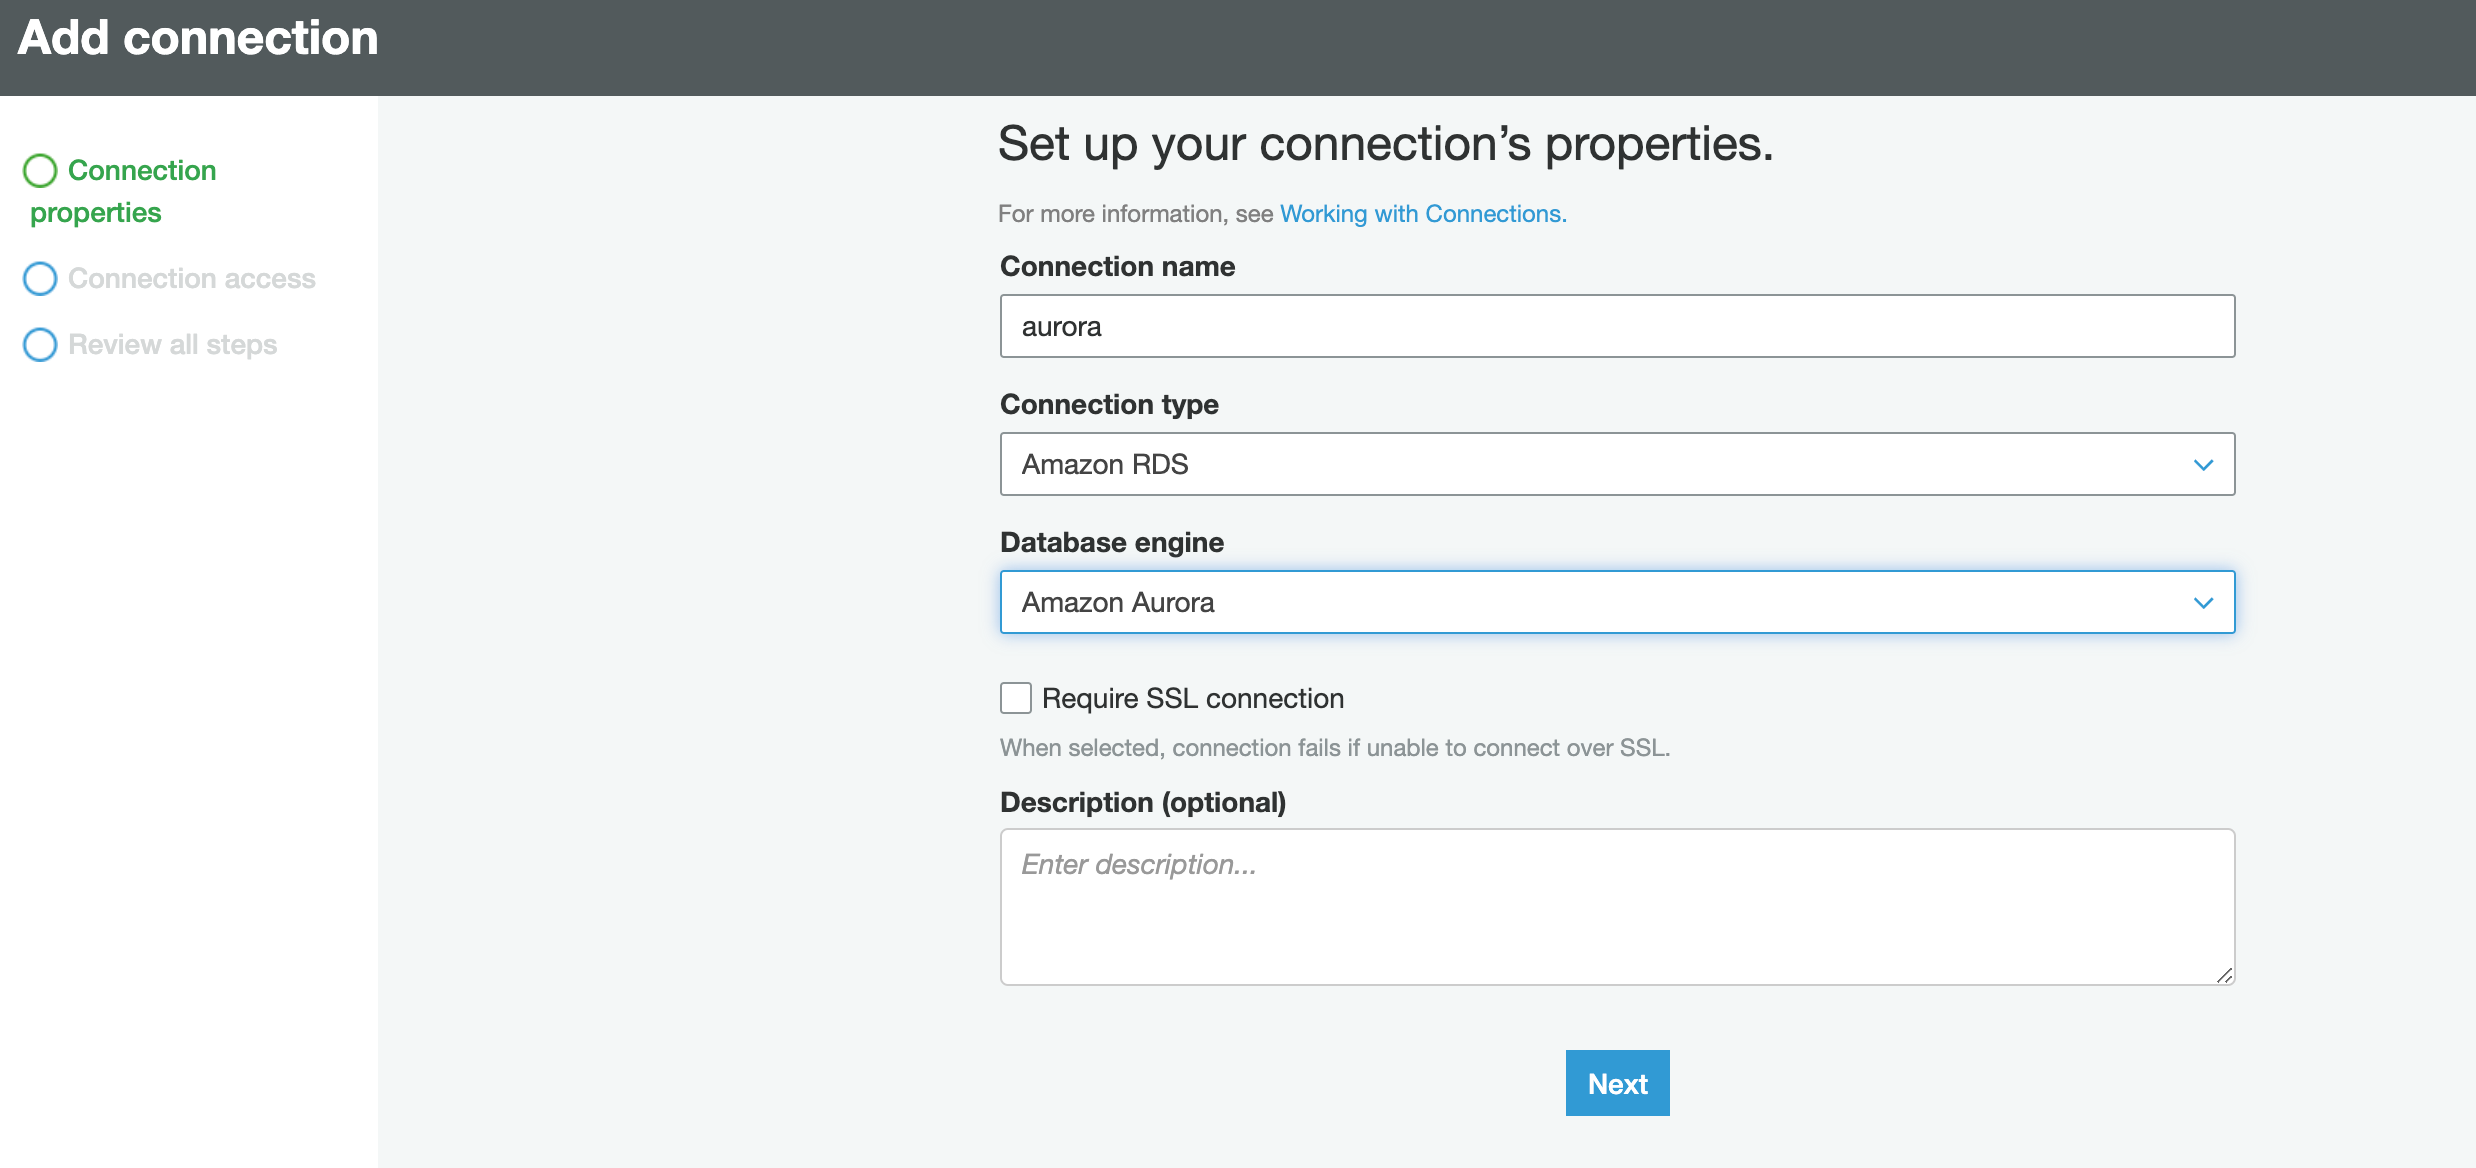 Add connection
Connection
properties
Connection access
Review all steps
Set up your connection’s properties.
For more information, see Working with Connections.
Connection name
aurora
Connection type
Amazon RDS
Database engine
Amazon Aurora
Require SSL connection
When selected, connection fails if unable to connect over SSL.
Description (optional)
Enter description...
Next